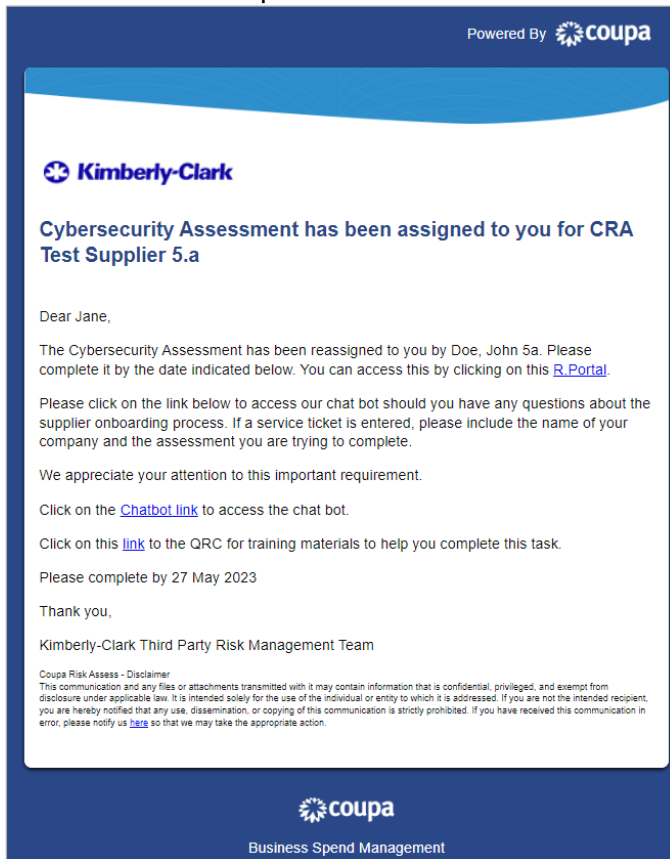 Powered By coupa
Kimberly-Clark
Cybersecurity Assessment has been assigned to you for CRA
Test Supplier 5.a
Dear Jane,
The Cybersecurity Assessment has been reassigned to you by Doe, John 5a. Please
complete it by the date indicated below. You can access this by clicking on this R.Portal.
Please click on the link below to access our chat bot should you have any questions about the
supplier onboarding process. If a service ticket is entered, please include the name of your
company and the assessment you are trying to complete.
We appreciate your attention to this important requirement.
Click on the Chatbot link to access the chat bot.
Click on this link to the QRC for training materials to help you complete this task.
Please complete by 27 May 2023
Thank you,
Kimberly-Clark Third Party Risk Management Team
Coupa Risk Assess - Disclaimer
This communication and any files or attachments transmitted with it may contain information that is confidential, privileged, and exempt from
disclosure under applicable law. It is intended solely for the use of the individual or entity to which it is addressed. If you are not the intended recipient,
you are hereby notified that any use, dissemination, or copying of this communication is strictly prohibited. If you have received this communication in
error, please notify us here so that we may take the appropriate action.
coupa
Business Spend Management